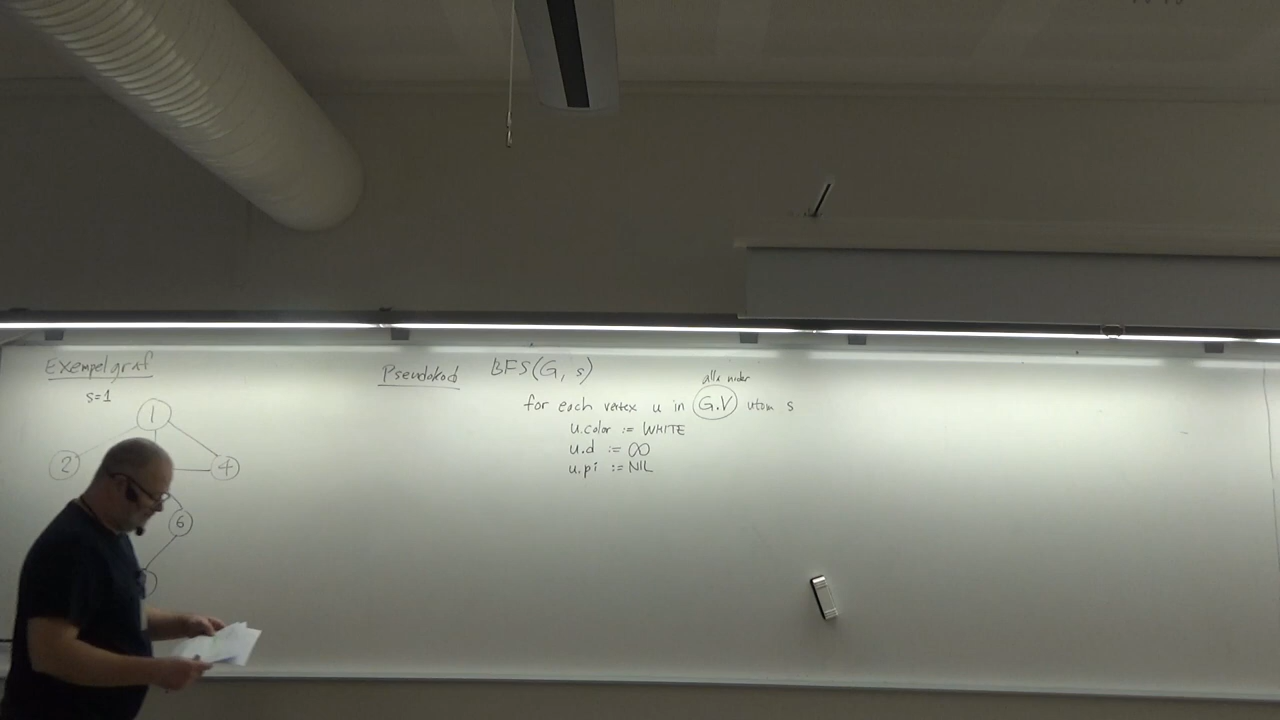 Exempelgraf
s=1
1
2
4
6
Pseudokod BFS(G, s)
alla noder
for each vertex u in G.V utom s
u.color := WHITE
u.d := ∞
u.pi := NIL